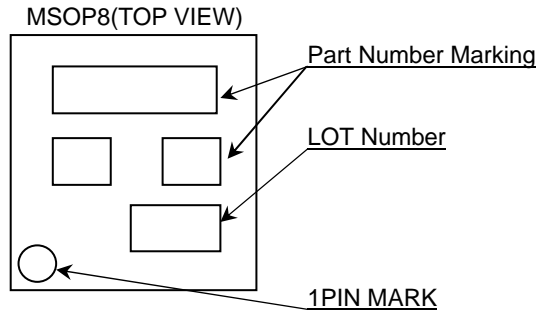 MSOP8(TOP VIEW)
Part Number Marking
LOT Number
1PIN MARK